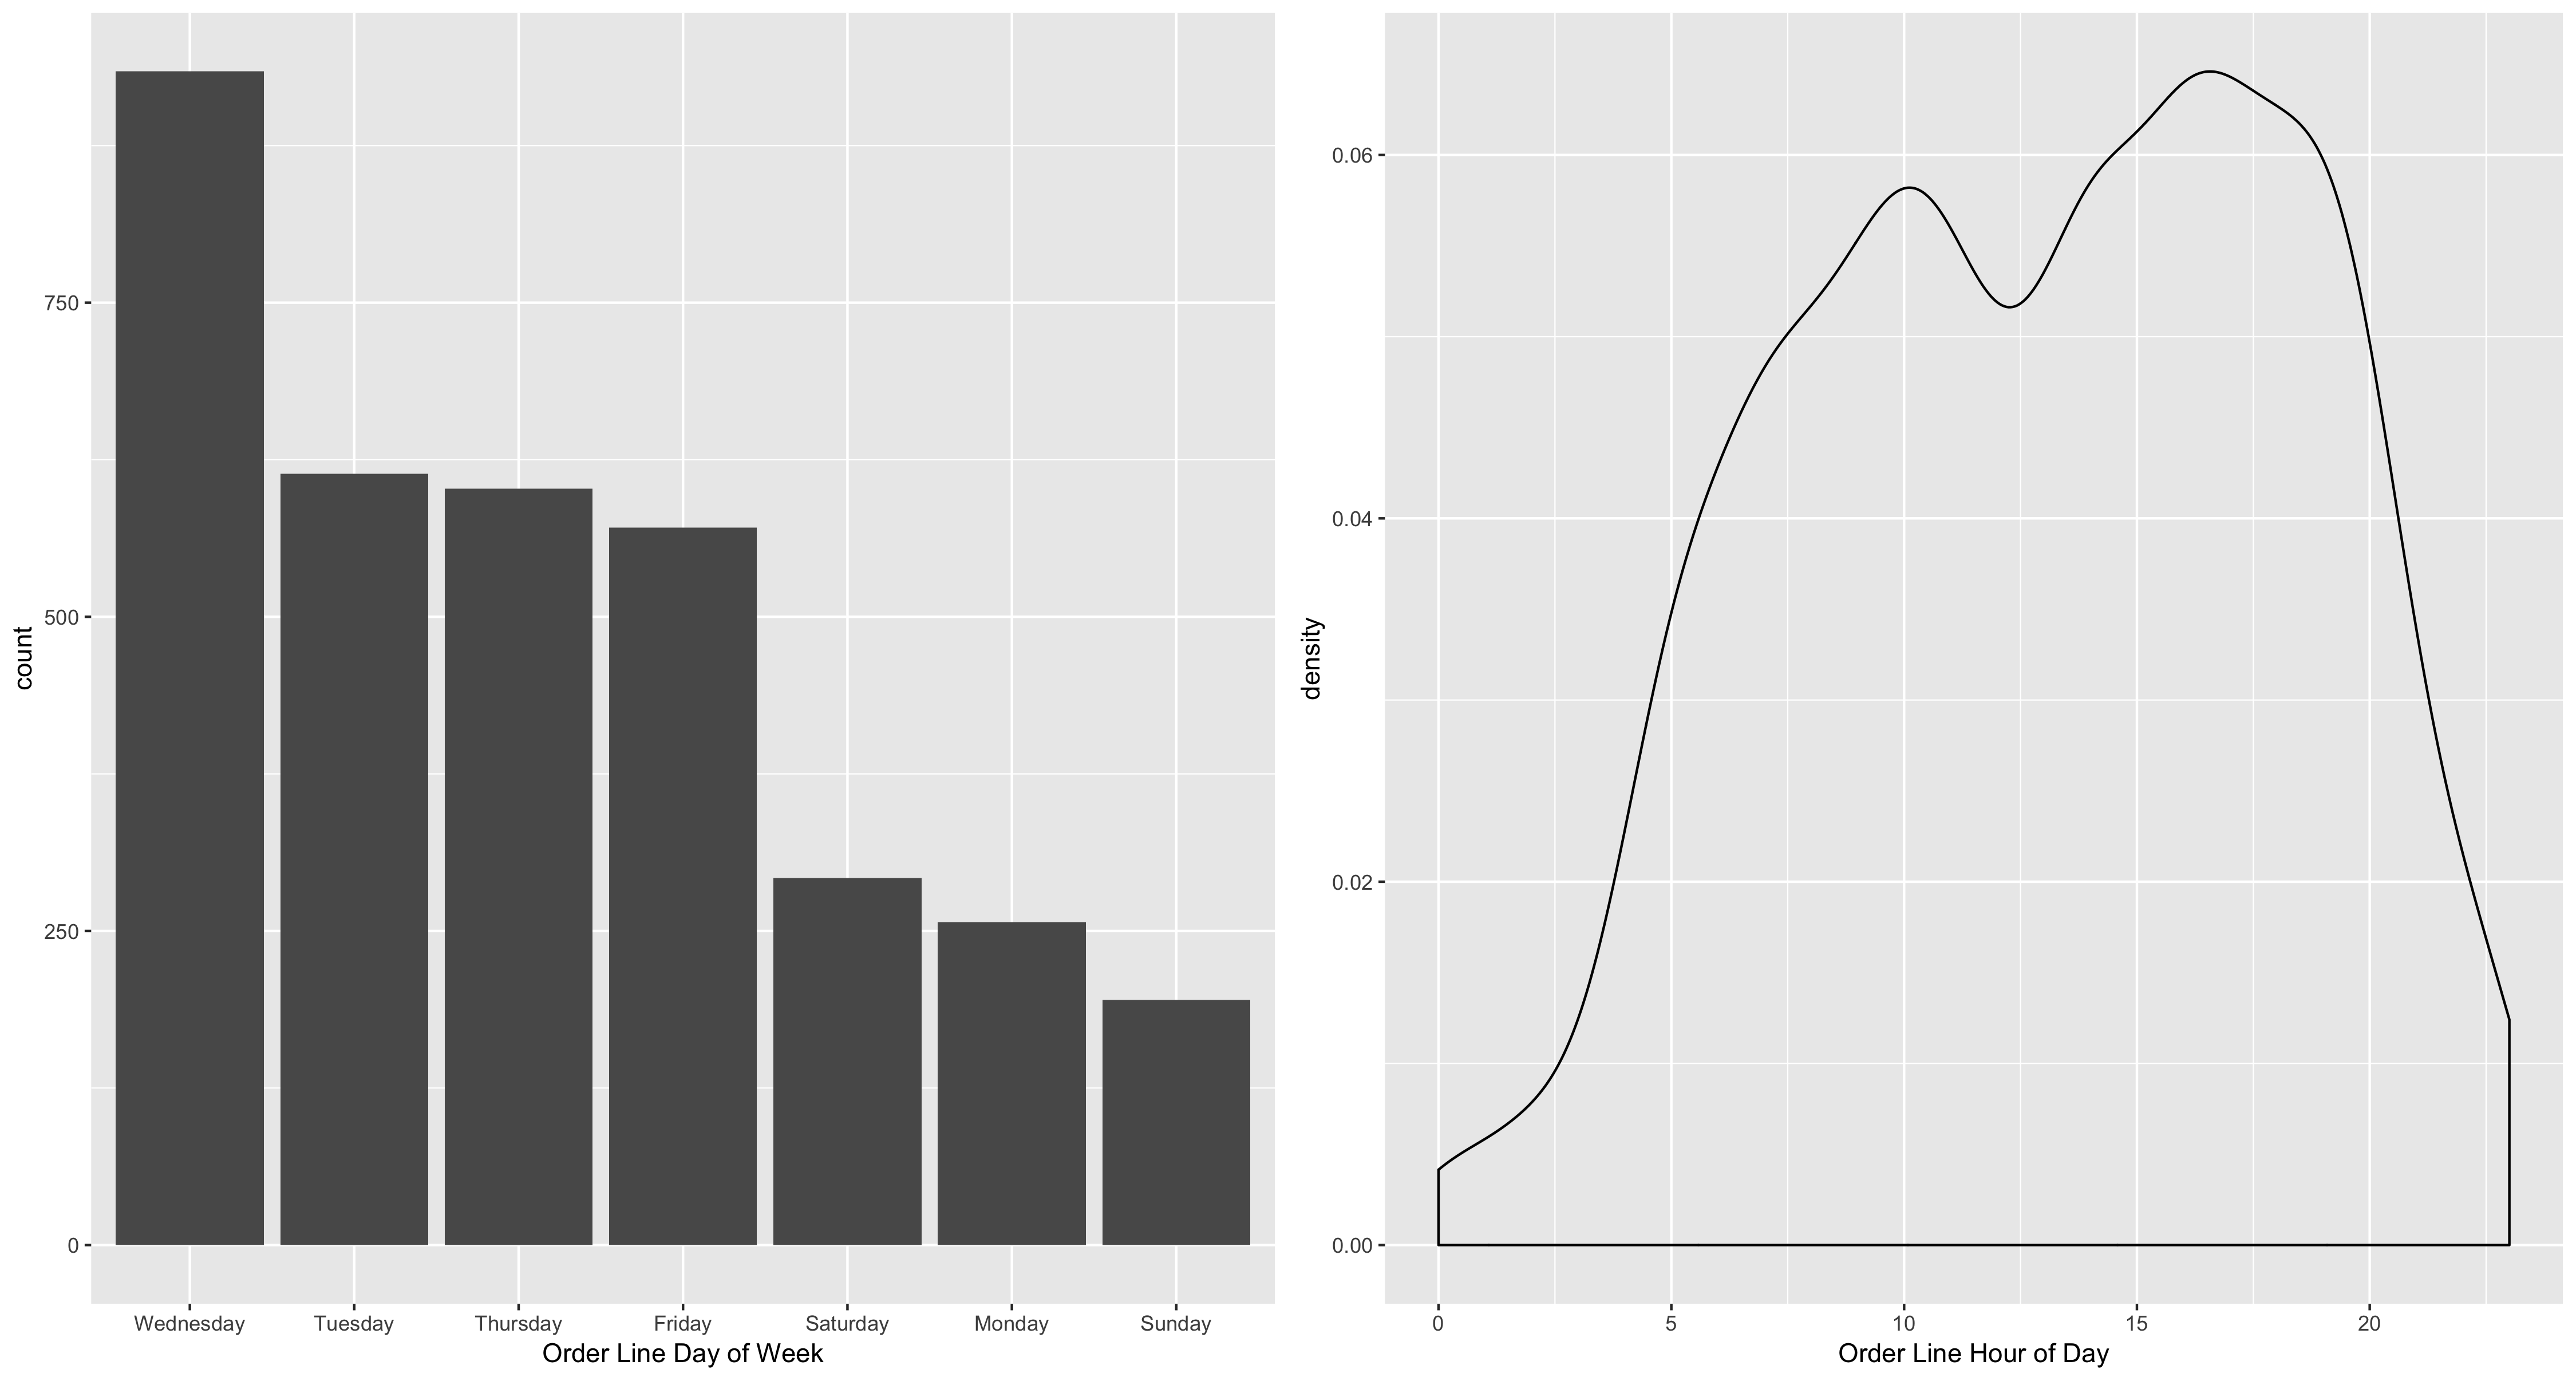 count
750
500
250
0
Wednesday Tuesday Thursday Friday Saturday Monday Sunday
Order Line Day of Week
density
0.06
0.04
0.02
0.00
0 5 10 15 20
Order Line Hour of Day